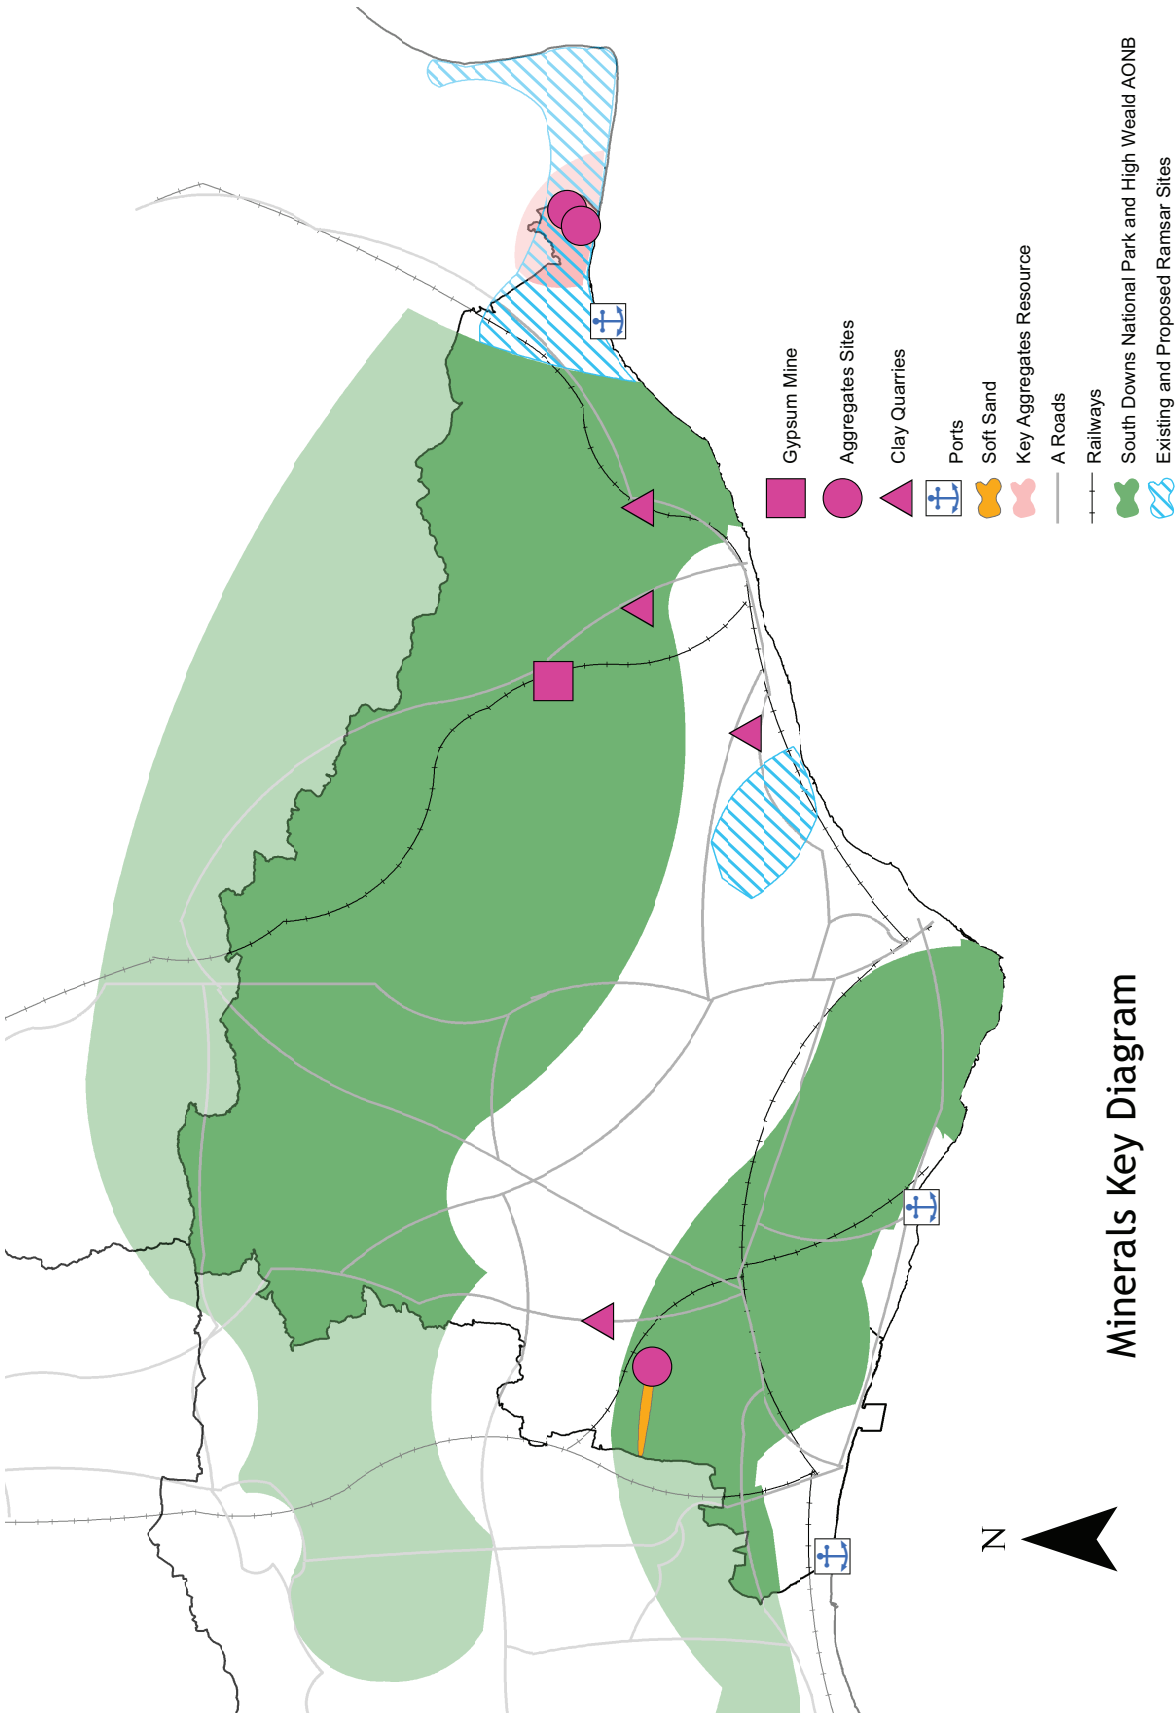 Minerals Key Diagram
N
Gypsum Mine
Aggregates Sites
Clay Quarries
Ports
Soft Sand
Key Aggregates Resource
A Roads
Railways
South Downs National Park and High Weald AONB
Existing and Proposed Ramsar Sites